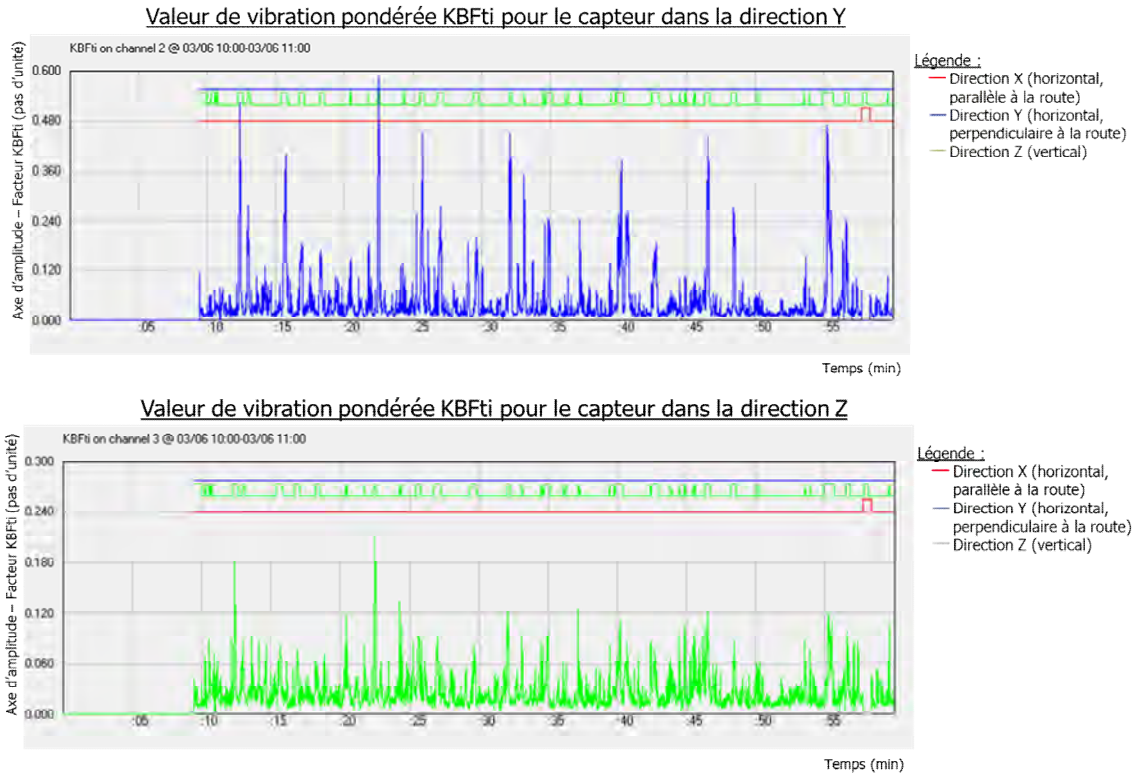 Valeur de vibration pondérée KBFti pour le capteur dans la direction Y
KBFti on channel 2 @ 03/06 10:00-03/06 11:00
Axe d'amplitude – Facteur KBFti (pas d'unité)
0.600
0.480
0.360
0.240
0.120
0.000
:05 :10 :15 :20 :25 :30 :35 :40 :45 :50 :55
Temps (min)
Légende :
Direction X (horizontal,
parallèle à la route)
Direction Y (horizontal,
perpendiculaire à la route)
Direction Z (vertical)
Valeur de vibration pondérée KBFti pour le capteur dans la direction Z
KBFti on channel 3 @ 03/06 10:00-03/06 11:00
Axe d'amplitude – Facteur KBFti (pas d'unité)
0.300
0.240
0.180
0.120
0.060
0.000
:05 :10 :15 :20 :25 :30 :35 :40 :45 :50 :55
Temps (min)
Légende :
Direction X (horizontal,
parallèle à la route)
Direction Y (horizontal,
perpendiculaire à la route)
Direction Z (vertical)